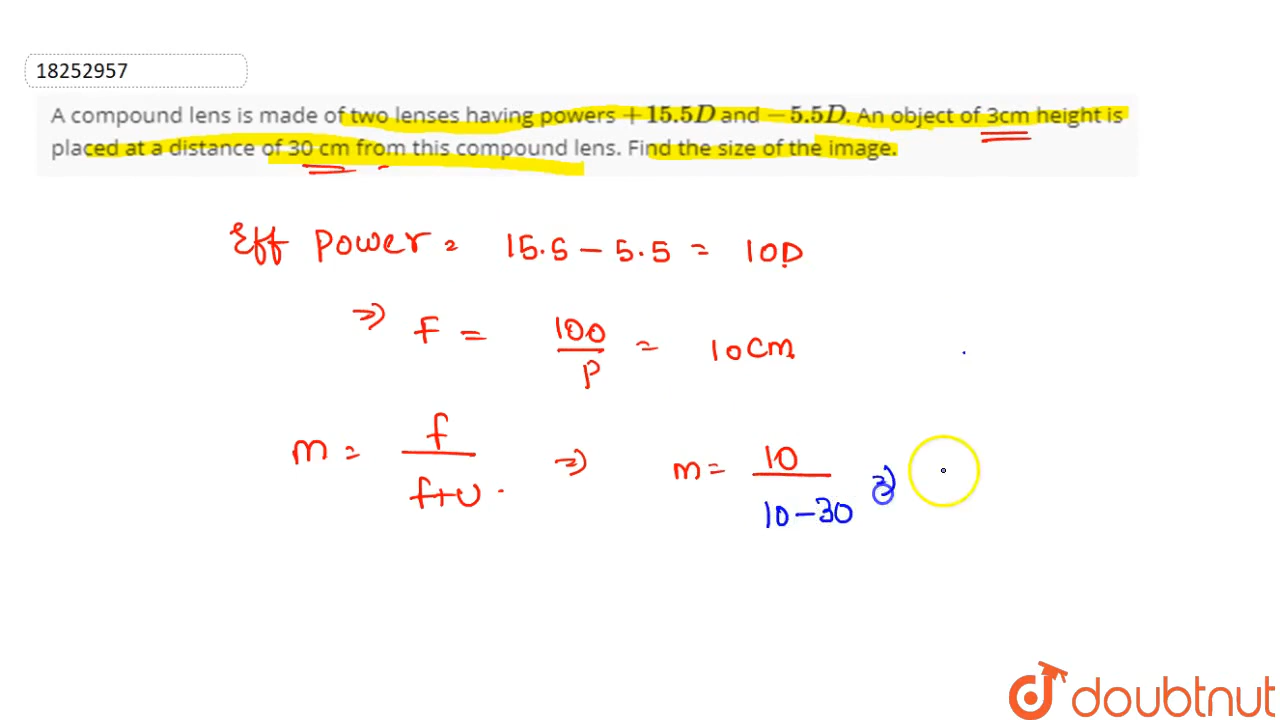 18252957
A compound lens is made of two lenses having powers +15.5D and −5.5D. An object of 3cm height is
placed at a distance of 30 cm from this compound lens. Find the size of the image.
Eff Power = 15.5 − 5.5 = 10D
⇒ F = 100/P = 10cm
m = f/f+u ⇒ m = 10/10−30 ⇒
doubtnut